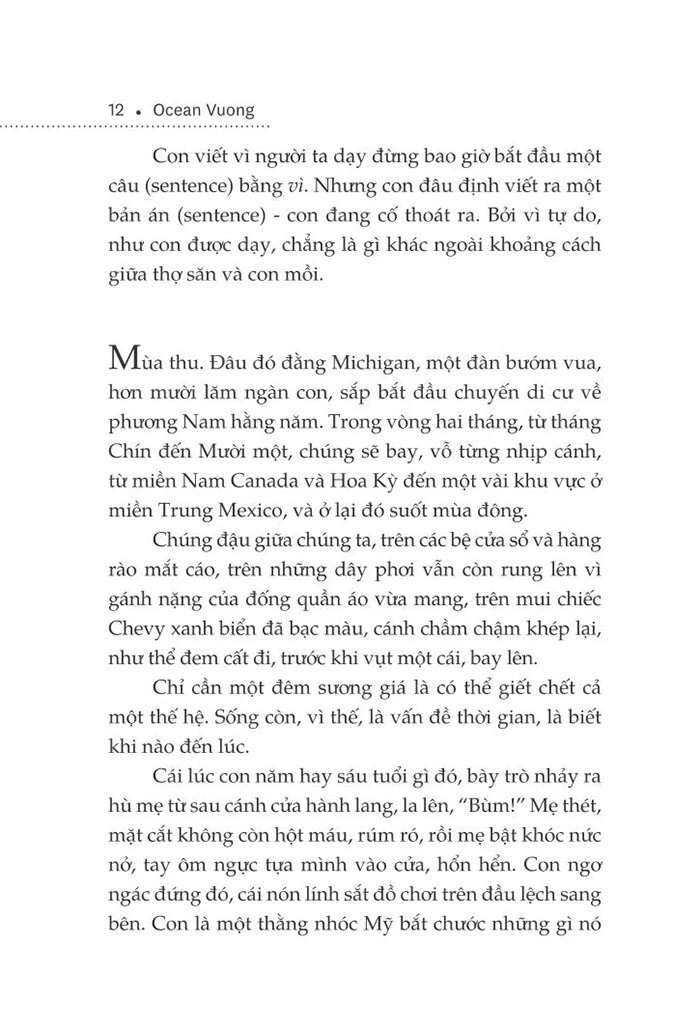 12 • Ocean Vuong
Con viết vì người ta dạy đừng bao giờ bắt đầu một
câu (sentence) bằng vì. Nhưng con đâu định viết ra một
bản án (sentence) - con đang cố thoát ra. Bởi vì tự do,
như con được dạy, chẳng là gì khác ngoài khoảng cách
giữa thợ săn và con mồi.
Mùa thu. Đâu đó đằng Michigan, một đàn bướm vua,
hơn mười lăm ngàn con, sắp bắt đầu chuyến di cư về
phương Nam hằng năm. Trong vòng hai tháng, từ tháng
Chín đến Mười một, chúng sẽ bay, vỗ từng nhịp cánh,
từ miền Nam Canada và Hoa Kỳ đến một vài khu vực ở
miền Trung Mexico, và ở lại đó suốt mùa đông.
Chúng đậu giữa chúng ta, trên các bệ cửa sổ và hàng
rào mắt cáo, trên những dây phơi vẫn còn rung lên vì
gánh nặng của đống quần áo vừa mang, trên mui chiếc
Chevy xanh biển đã bạc màu, cánh chầm chậm khép lại,
như thể đem cất đi, trước khi vụt một cái, bay lên.
Chỉ cần một đêm sương giá là có thể giết chết cả
một thế hệ. Sống còn, vì thế, là vấn đề thời gian, là biết
khi nào đến lúc.
Cái lúc con năm hay sáu tuổi gì đó, bày trò nhảy ra
hù mẹ từ sau cánh cửa hành lang, la lên, “Bùm!” Mẹ thét,
mặt cắt không còn hột máu, rúm ró, rồi mẹ bật khóc nức
nở, tay ôm ngực tựa mình vào cửa, hổn hển. Con ngơ
ngác đứng đó, cái nón lính sắt đồ chơi trên đầu lệch sang
bên. Con là một thằng nhóc Mỹ bắt chước những gì nó